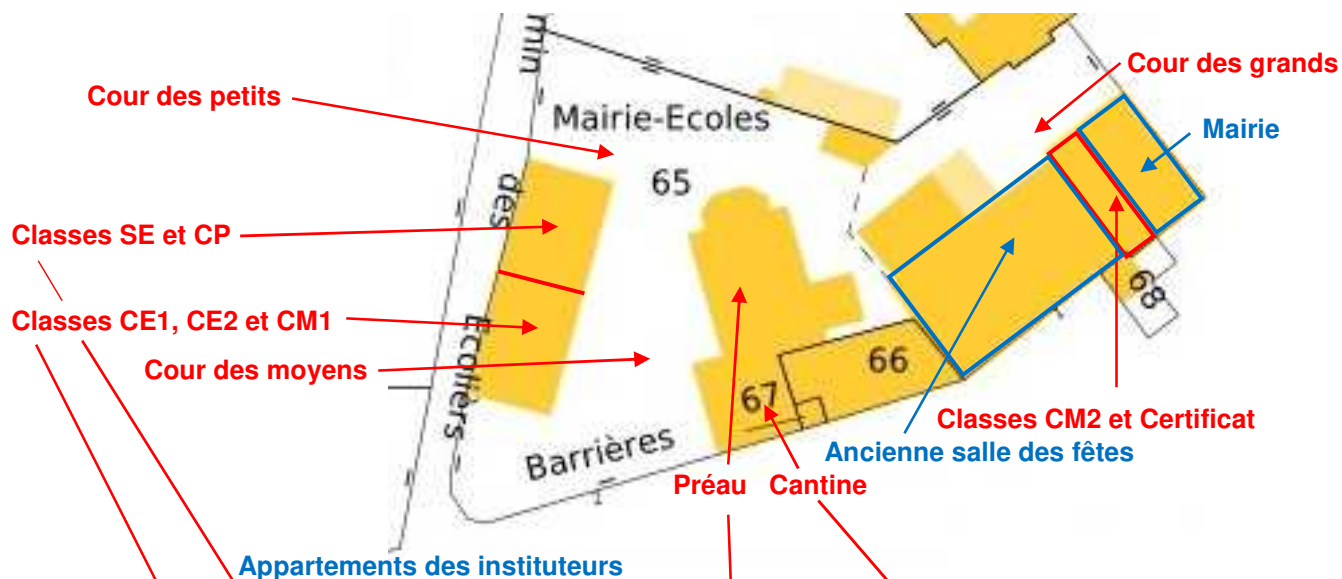 min
Cour des grands
Cour des petits
Mairie-Ecoles
Mairie
65
des
Classes SE et CP
68
Classes CE1, CE2 et CM1
Ecoliers
Cour des moyens
66
67
Classes CM2 et Certificat
Barrières
Ancienne salle des fêtes
Préau Cantine
Appartements des instituteurs